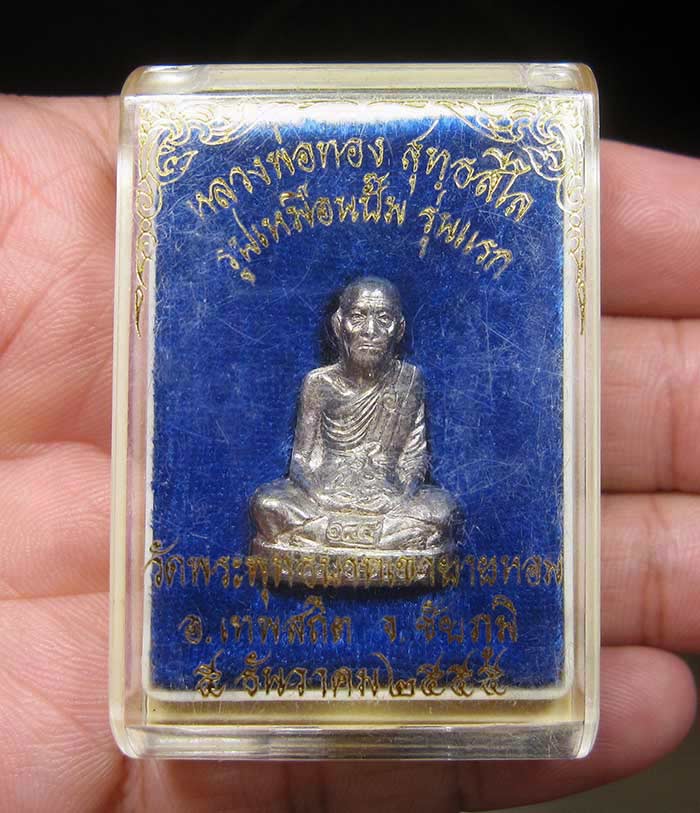 หลวงพ่อทอง สุทฺธสีโล
รูปเหมือนปั๊ม รุ่นแรก
๑๘๕
วัดพระพุทธบาทเขายายหอม
อ.เทพสถิต จ.ชัยภูมิ
๕ ธันวาคม ๒๕๕๕